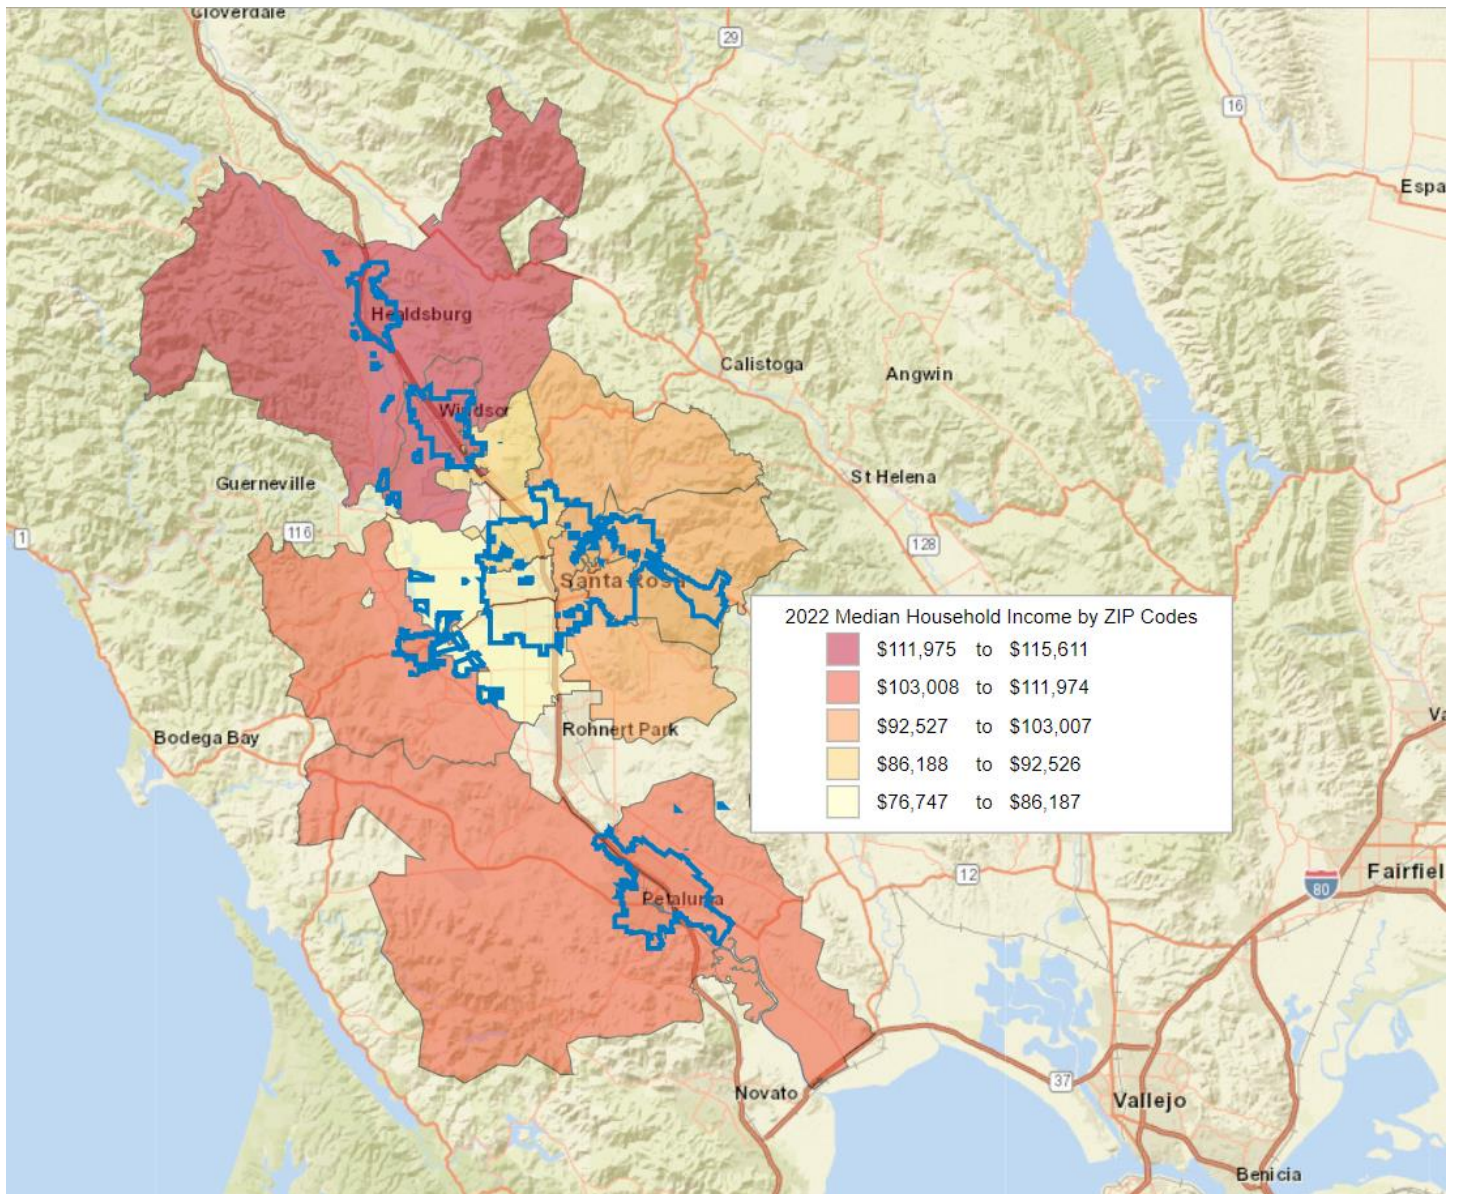 Cloverdale
29
16
Espa
Healdsburg
Calistoga
Angwin
Windsor
St Helena
Guerneville
1
116
128
Santa Rosa
2022 Median Household Income by ZIP Codes
$111,975 to $115,611
$103,008 to $111,974
$92,527 to $103,007
$86,188 to $92,526
$76,747 to $86,187
Rohnert Park
Bodega Bay
Va
12
Fairfiel
80
Petaluma
37
Novato
Vallejo
Benicia